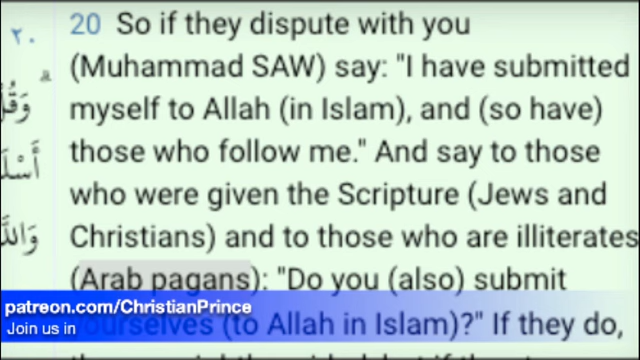 20 So if they dispute with you
(Muhammad SAW) say: "I have submitted
٢٠
وَقُل
myself to Allah (in Islam), and (so have)
those who follow me." And say to those
who were given the Scripture (Jews and
Christians) and to those who are illiterates
(Arab pagans): "Do you (also) submit
patreon.com/ChristianPrince
Join us in
ourselves (to Allah in Islam)?" If they do,